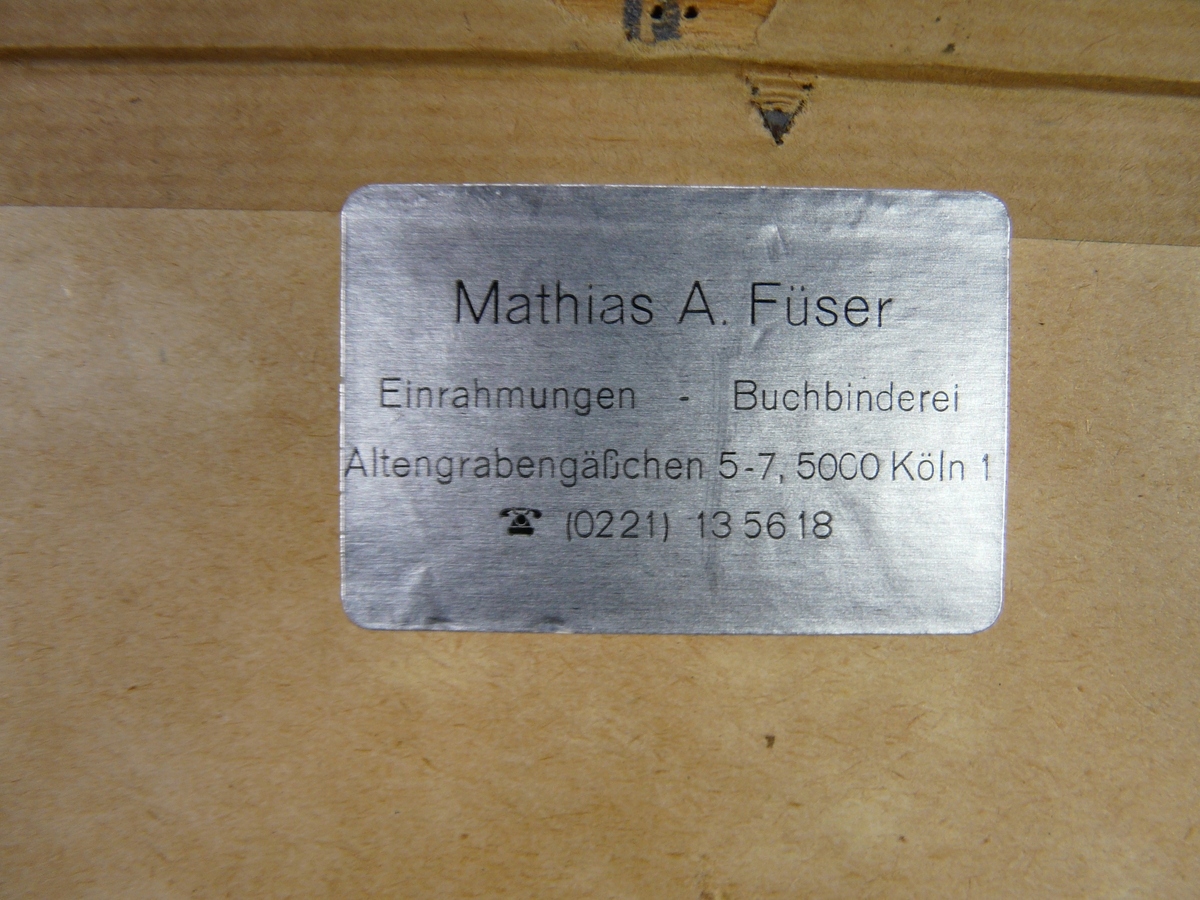 Mathias A. Füser
Einrahmungen - Buchbinderei
Altengrabengäßchen 5-7, 5000 Köln 1
☎ (0221) 13 56 18